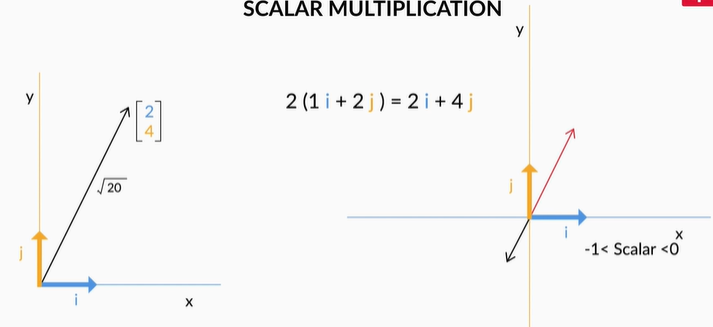 SCALAR MULTIPLICATION
y
[2
4]
√20
j
i
x
2 (1 i + 2 j ) = 2 i + 4 j
y
j
i
x
-1< Scalar <0